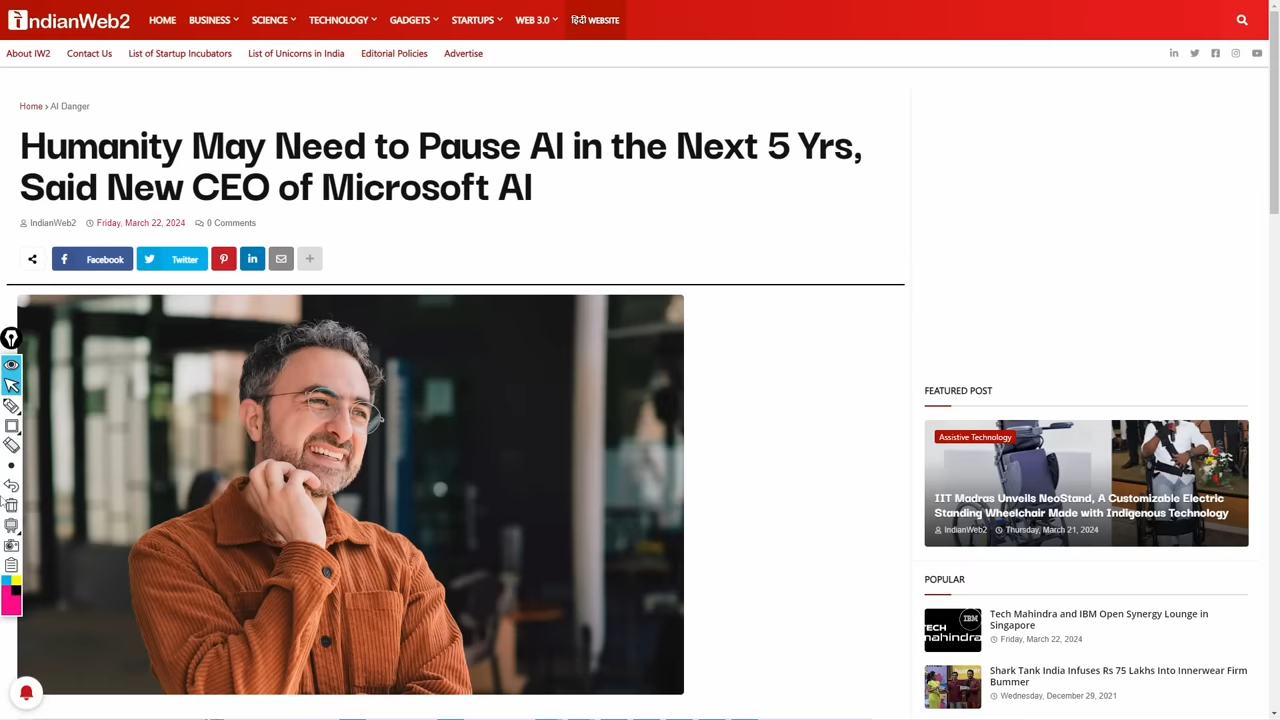 indianWeb2
HOME
BUSINESS
SCIENCE
TECHNOLOGY
GADGETS
STARTUPS
WEB 3.0
हिंदी WEBSITE
About IW2
Contact Us
List of Startup Incubators
List of Unicorns in India
Editorial Policies
Advertise
Home › AI Danger
Humanity May Need to Pause AI in the Next 5 Yrs,
Said New CEO of Microsoft AI
IndianWeb2 Friday, March 22, 2024 0 Comments
Facebook
Twitter
FEATURED POST
Assistive Technology
IIT Madras Unveils NeoStand, A Customizable Electric
Standing Wheelchair Made with Indigenous Technology
IndianWeb2 Thursday, March 21, 2024
POPULAR
TECH
mahindra
IBM
Tech Mahindra and IBM Open Synergy Lounge in
Singapore
Friday, March 22, 2024
Shark Tank India Infuses Rs 75 Lakhs Into Innerwear Firm
Bummer
Wednesday, December 29, 2021